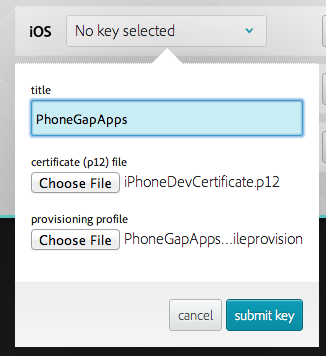 iOS No key selected
title
PhoneGapApps
certificate (p12) file
Choose File iPhoneDevCertificate.p12
provisioning profile
Choose File PhoneGapApps...ileprovision
cancel submit key